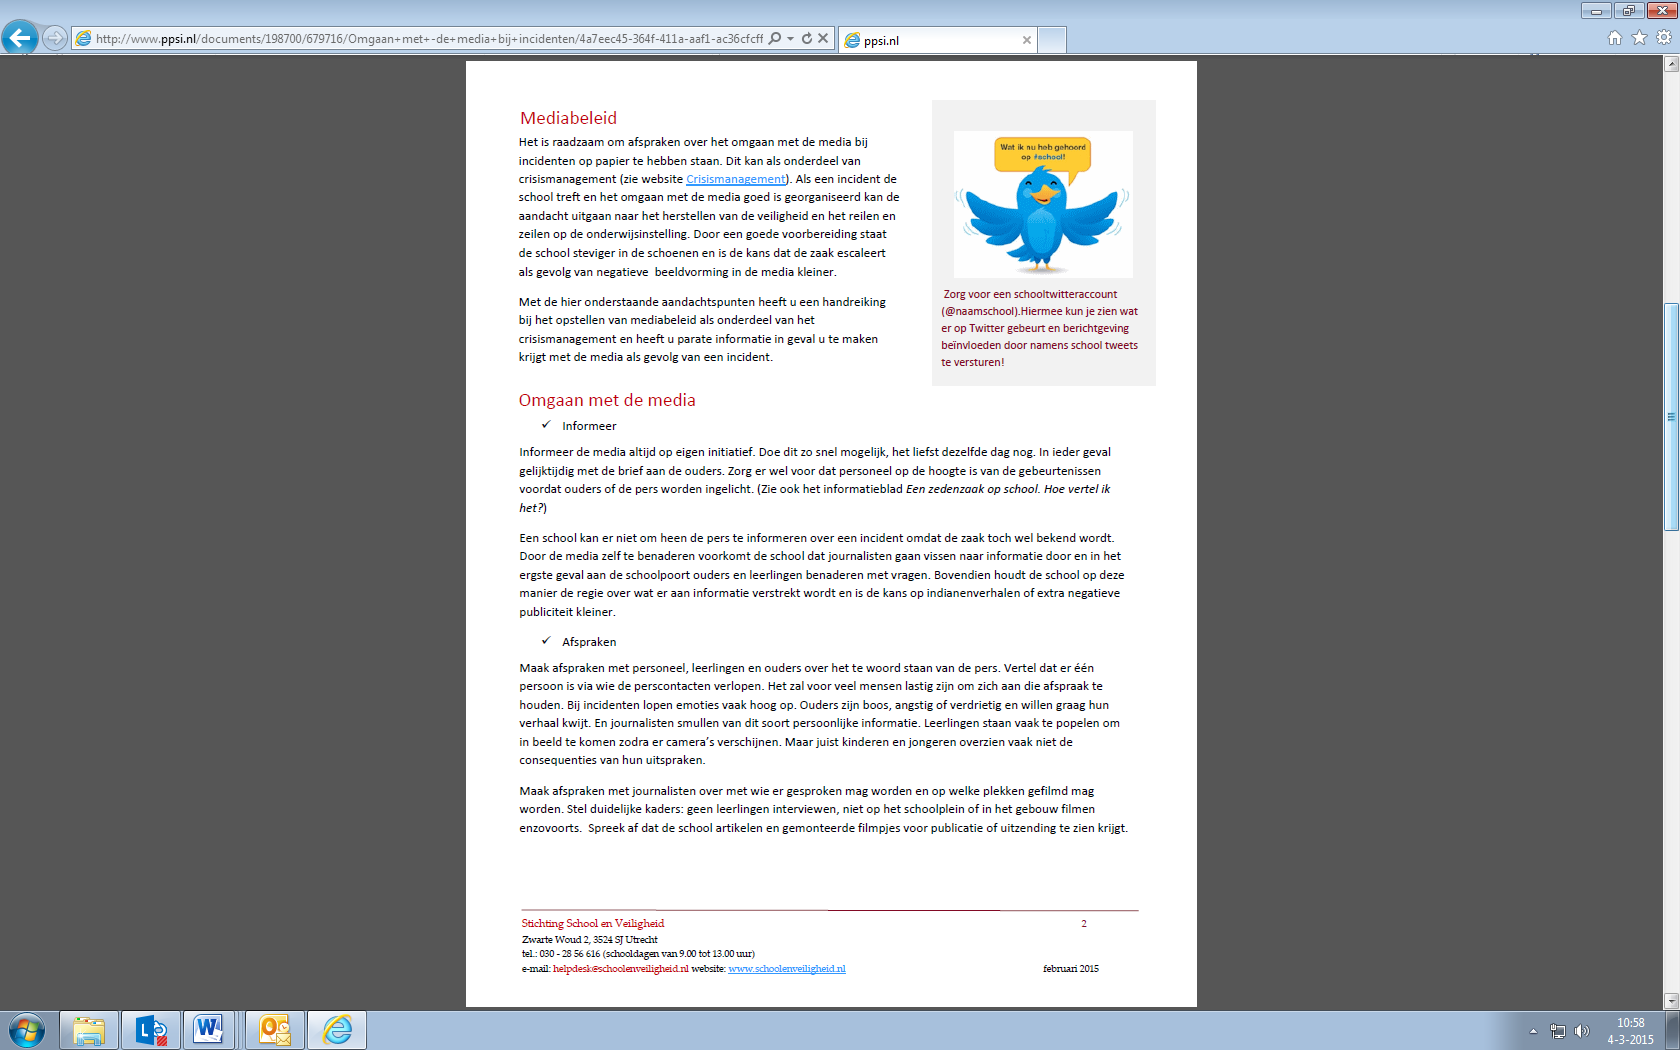 http://www.ppsi.nl/documents/198700/679716/Omgaan+met+-de+media+bij+incidenten/4a7eec45-364f-411a-aaf1-ac36cfcff
ppsi.nl
Mediabeleid
Het is raadzaam om afspraken over het omgaan met de media bij
incidenten op papier te hebben staan. Dit kan als onderdeel van
crisismanagement (zie website Crisismanagement). Als een incident de
school treft en het omgaan met de media goed is georganiseerd kan de
aandacht uitgaan naar het herstellen van de veiligheid en het reilen en
zeilen op de onderwijsinstelling. Door een goede voorbereiding staat
de school steviger in de schoenen en is de kans dat de zaak escaleert
als gevolg van negatieve  beeldvorming in de media kleiner.
Met de hier onderstaande aandachtspunten heeft u een handreiking
bij het opstellen van mediabeleid als onderdeel van het
crisismanagement en heeft u parate informatie in geval u te maken
krijgt met de media als gevolg van een incident.
Wat ik nu heb gehoord
op #school!
Zorg voor een schooltwitteraccount
(@naamschool).Hiermee kun je zien wat
er op Twitter gebeurt en berichtgeving
beïnvloeden door namens school tweets
te versturen!
Omgaan met de media
✓ Informeer
Informeer de media altijd op eigen initiatief. Doe dit zo snel mogelijk, het liefst dezelfde dag nog. In ieder geval
gelijktijdig met de brief aan de ouders. Zorg er wel voor dat personeel op de hoogte is van de gebeurtenissen
voordat ouders of de pers worden ingelicht. (Zie ook het informatieblad Een zedenzaak op school. Hoe vertel ik
het?)
Een school kan er niet om heen de pers te informeren over een incident omdat de zaak toch wel bekend wordt.
Door de media zelf te benaderen voorkomt de school dat journalisten gaan vissen naar informatie door en in het
ergste geval aan de schoolpoort ouders en leerlingen benaderen met vragen. Bovendien houdt de school op deze
manier de regie over wat er aan informatie verstrekt wordt en is de kans op indianenverhalen of extra negatieve
publiciteit kleiner.
✓ Afspraken
Maak afspraken met personeel, leerlingen en ouders over het te woord staan van de pers. Vertel dat er één
persoon is via wie de perscontacten verlopen. Het zal voor veel mensen lastig zijn om zich aan die afspraak te
houden. Bij incidenten lopen emoties vaak hoog op. Ouders zijn boos, angstig of verdrietig en willen graag hun
verhaal kwijt. En journalisten smullen van dit soort persoonlijke informatie. Leerlingen staan vaak te popelen om
in beeld te komen zodra er camera’s verschijnen. Maar juist kinderen en jongeren overzien vaak niet de
consequenties van hun uitspraken.
Maak afspraken met journalisten over met wie er gesproken mag worden en op welke plekken gefilmd mag
worden. Stel duidelijke kaders: geen leerlingen interviewen, niet op het schoolplein of in het gebouw filmen
enzovoorts.  Spreek af dat de school artikelen en gemonteerde filmpjes voor publicatie of uitzending te zien krijgt.
Stichting School en Veiligheid 2
Zwarte Woud 2, 3524 SJ Utrecht
tel.: 030 - 28 56 616 (schooldagen van 9.00 tot 13.00 uur)
e-mail: helpdesk@schoolenveiligheid.nl website: www.schoolenveiligheid.nl februari 2015
10:58
4-3-2015